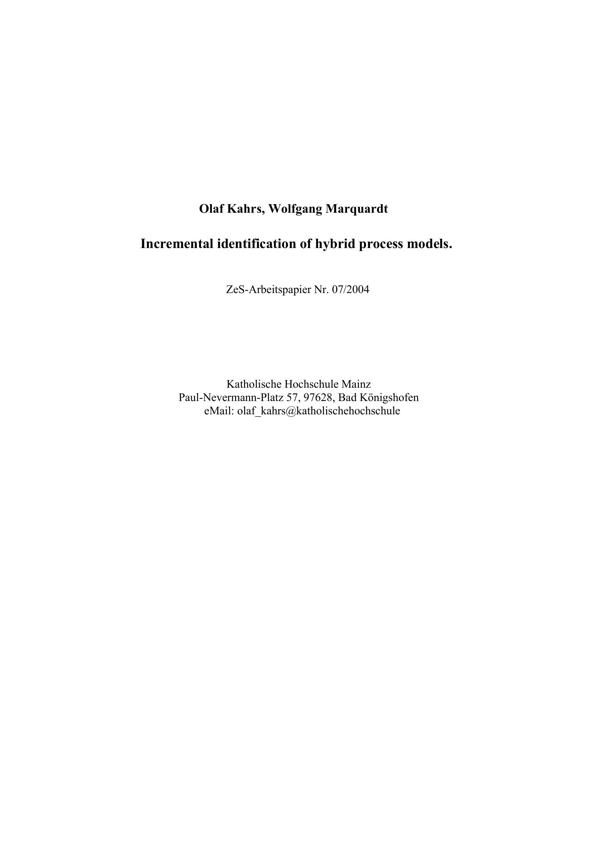 Olaf Kahrs, Wolfgang Marquardt
Incremental identification of hybrid process models.
ZeS-Arbeitspapier Nr. 07/2004
Katholische Hochschule Mainz
Paul-Nevermann-Platz 57, 97628, Bad Königshofen
eMail: olaf_kahrs@katholischehochschule